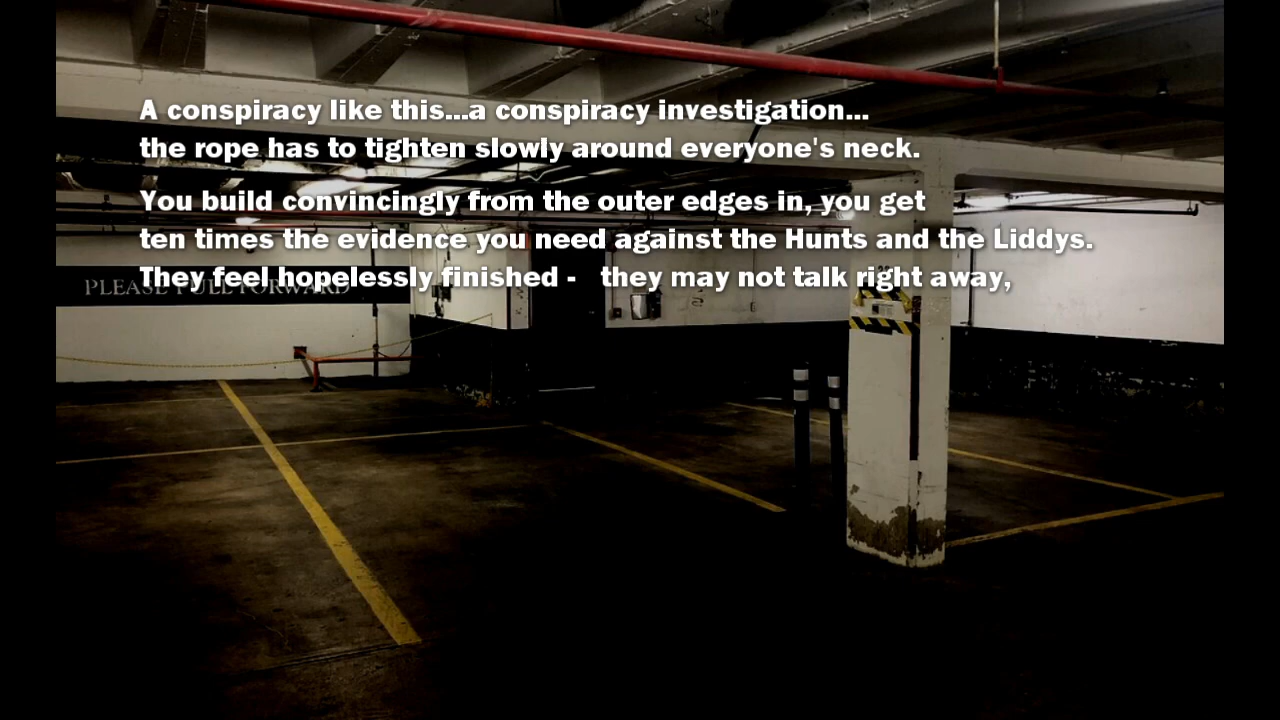 A conspiracy like this...a conspiracy investigation...
the rope has to tighten slowly around everyone's neck.
You build convincingly from the outer edges in, you get
ten times the evidence you need against the Hunts and the Liddys.
They feel hopelessly finished - they may not talk right away,
PLEASE PULL FORWARD